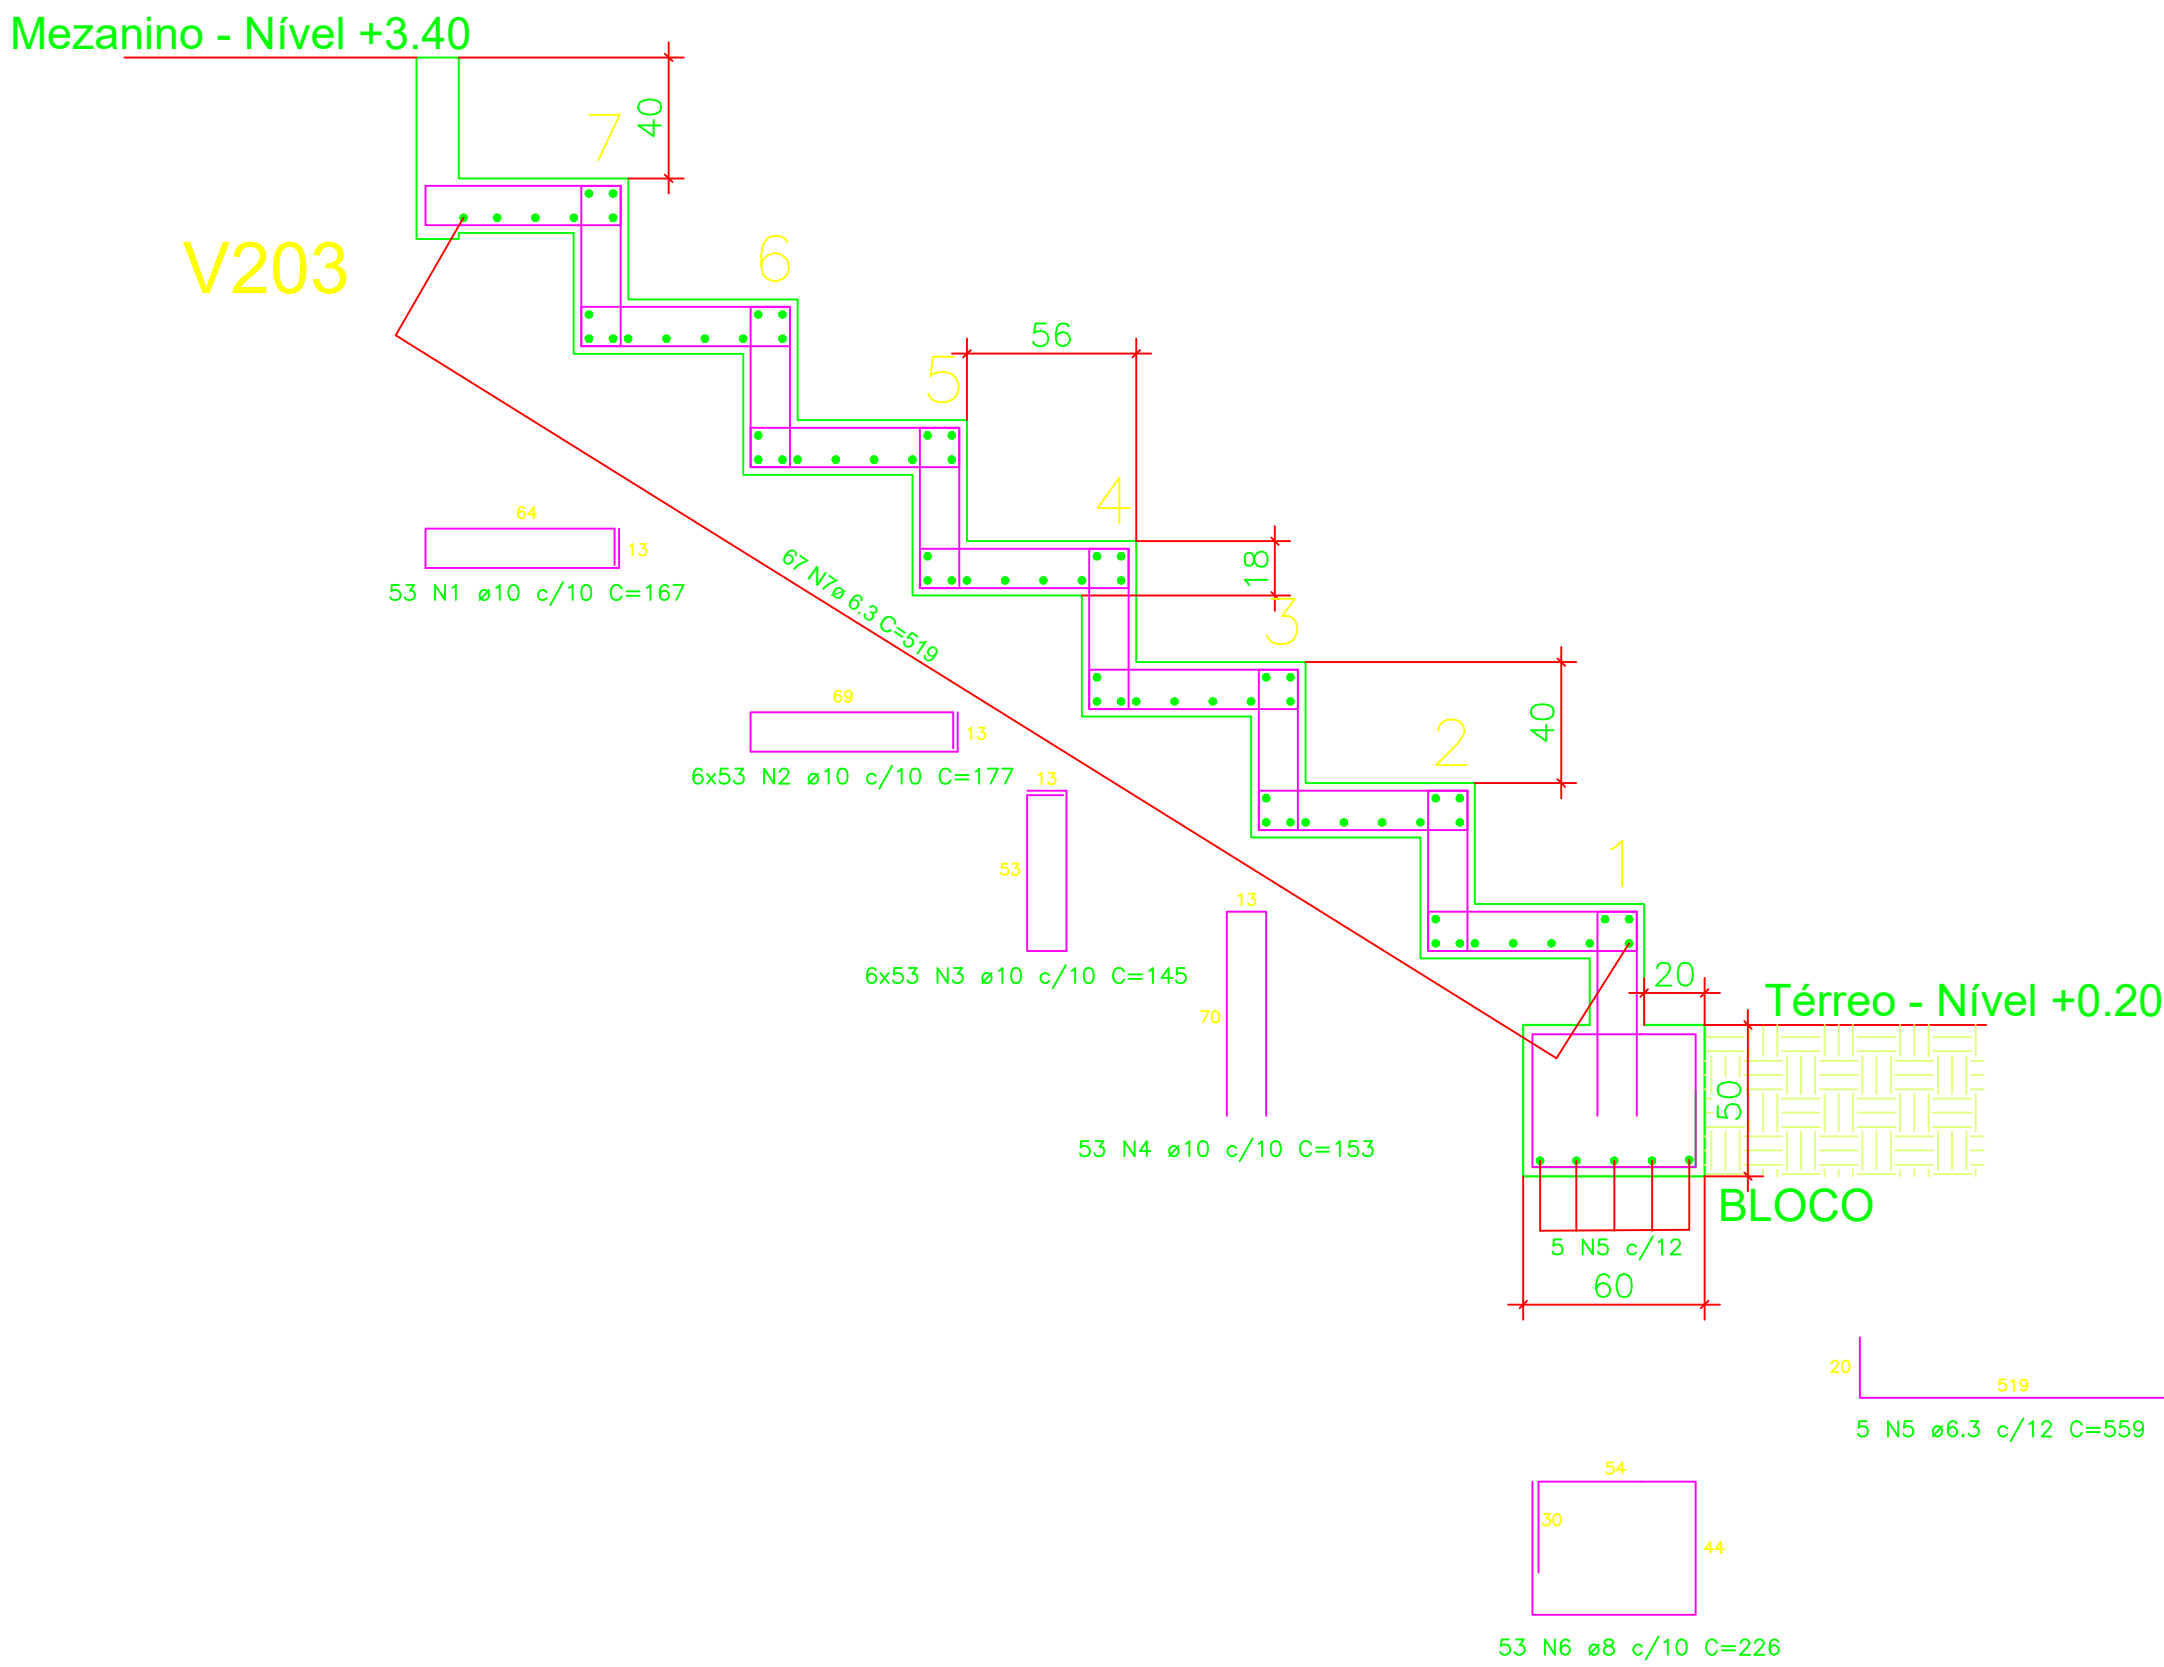 Mezanino - Nível +3.40
40
7
V203
6
56
5
4
64
13
53 N1 ø10 c/10 C=167
18
3
67 N7ø 6.3 C=519
69
13
6x53 N2 ø10 c/10 C=177
40
2
13
53
6x53 N3 ø10 c/10 C=145
1
13
70
53 N4 ø10 c/10 C=153
20
Térreo - Nível +0.20
50
BLOCO
5 N5 c/12
60
20
519
5 N5 ø6.3 c/12 C=559
54
30
44
53 N6 ø8 c/10 C=226